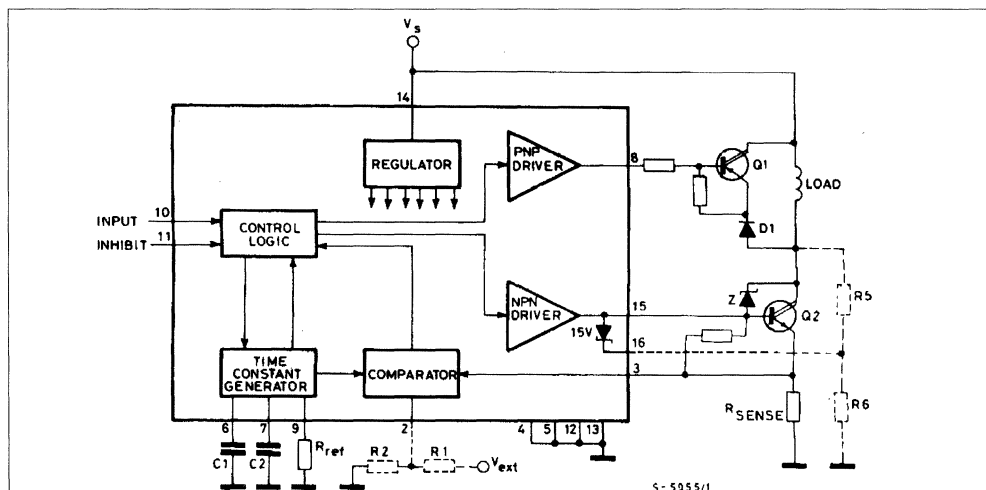 Vs
14
REGULATOR
PNP
DRIVER
8
Q1
LOAD
D1
INPUT
10
INHIBIT
11
CONTROL
LOGIC
NPN
DRIVER
15
15V
16
3
Z
Q2
R5
R6
RSENSE
TIME
CONSTANT
GENERATOR
COMPARATOR
6
7
9
2
4
5
12
13
C1
C2
Rref
R2
R1
Vext
S-5955/1